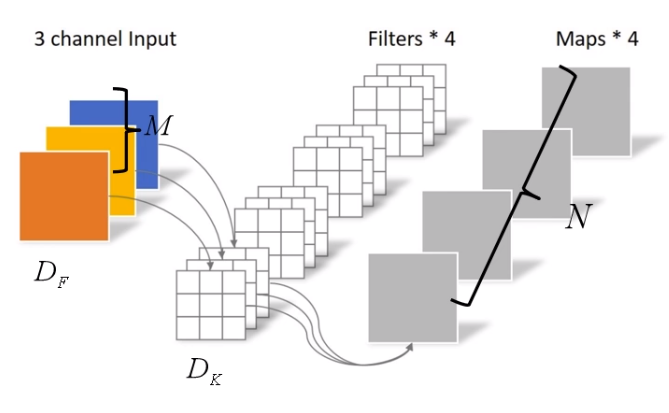 3 channel Input
Filters * 4
Maps * 4
M
N
D_F
D_K